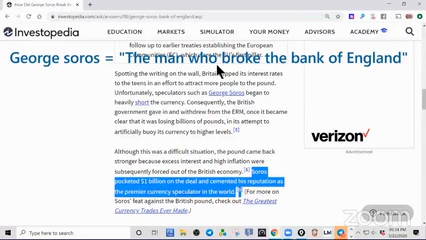 How Did George Soros Break t
investopedia.com/ask/answers/08/george-soros-bank-of-england.asp
Investopedia
EDUCATION MARKETS SIMULATOR YOUR MONEY ADVISORS ACADEMY
follow up to earlier treaties establishing the European
George soros = "The man who broke the bank of England"
Spotting the writing on the wall, Britain upped its interest rates
to the teens in an effort to attract more people to the pound.
Unfortunately, speculators such as George Soros began to
heavily short the currency. Consequently, the British
government gave in and withdrew from the ERM, once it became
clear that it was losing billions of pounds, in its attempt to
artificially buoy its currency to higher levels.
Although this was a difficult situation, the pound came back
stronger because excess interest and high inflation were
subsequently forced out of the British economy. Soros
pocketed $1 billion on the deal and cemented his reputation as
the premier currency speculator in the world. (For more on
Soros' feat against the British pound, check out The Greatest
Currency Trades Ever Made.)
verizon✓
Advertisement
zoom